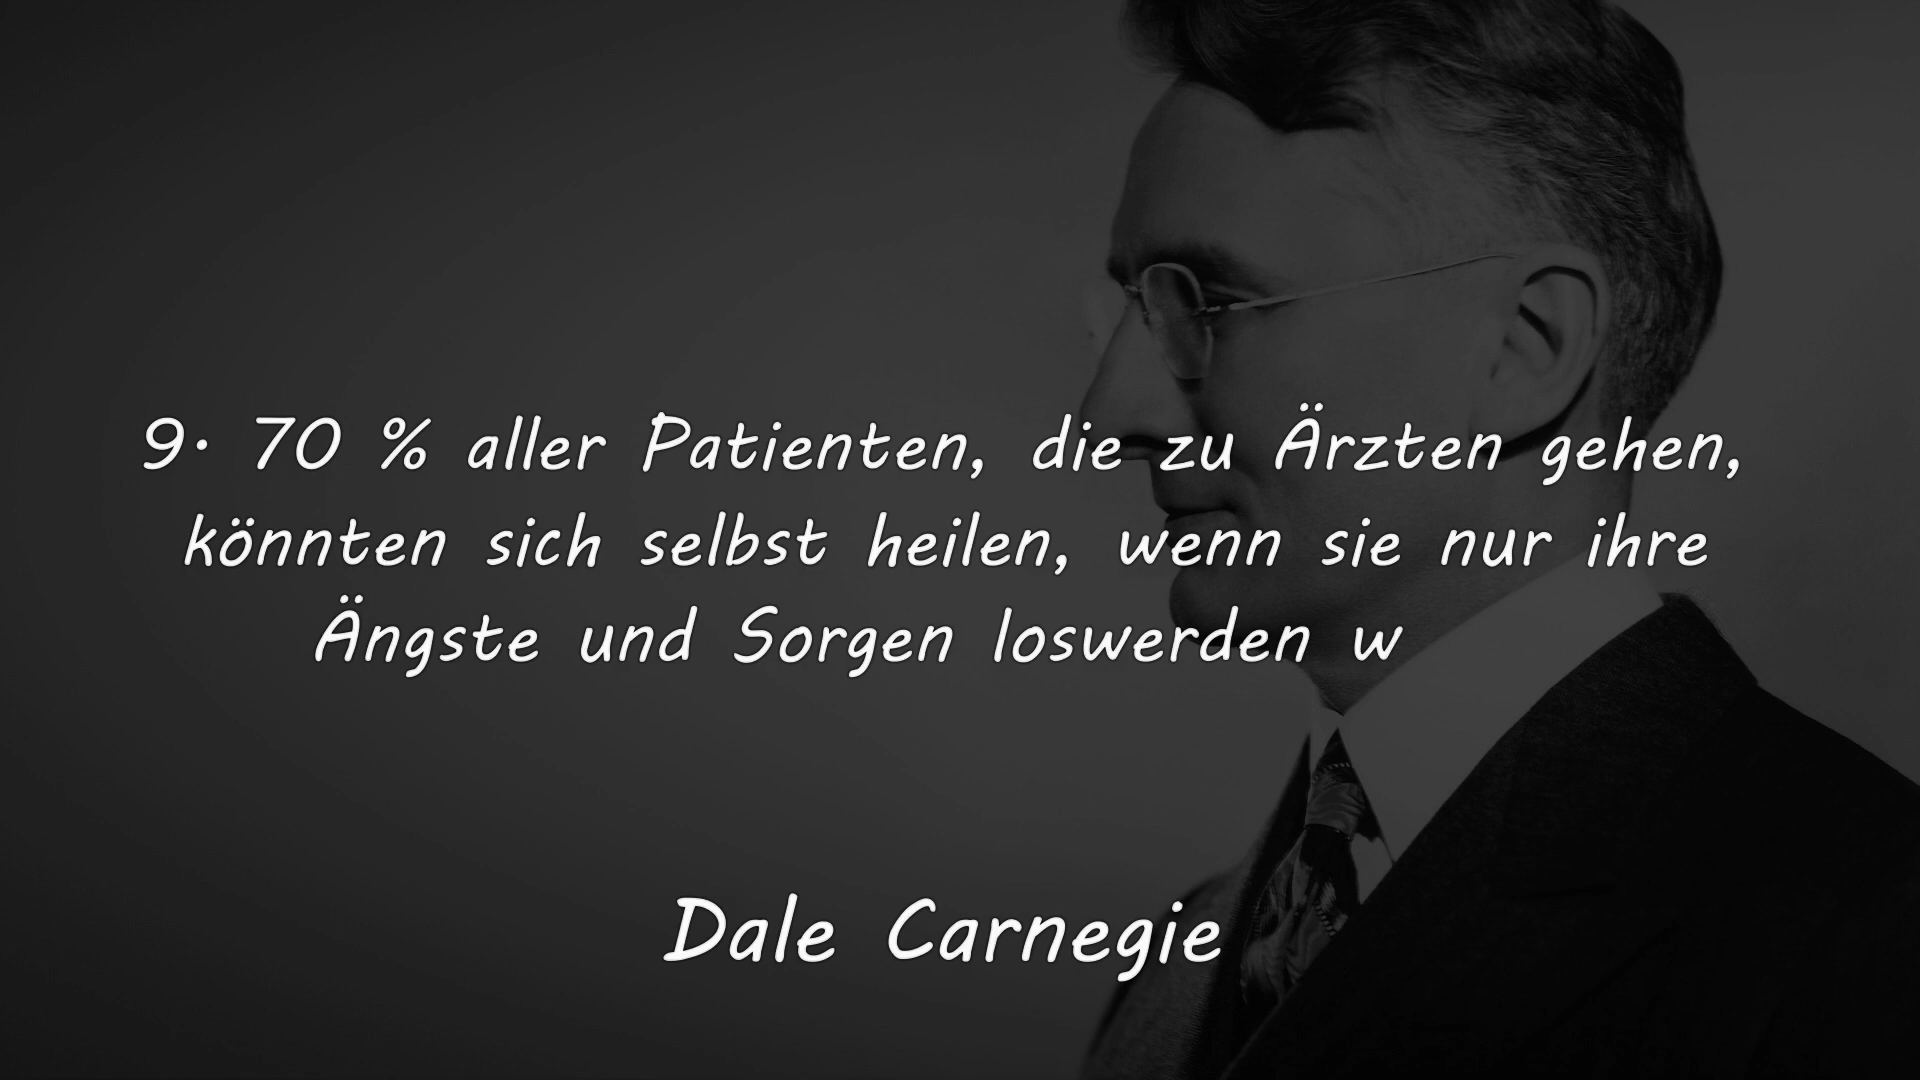 9. 70 % aller Patienten, die zu Ärzten gehen,
könnten sich selbst heilen, wenn sie nur ihre
Ängste und Sorgen loswerden w
Dale Carnegie